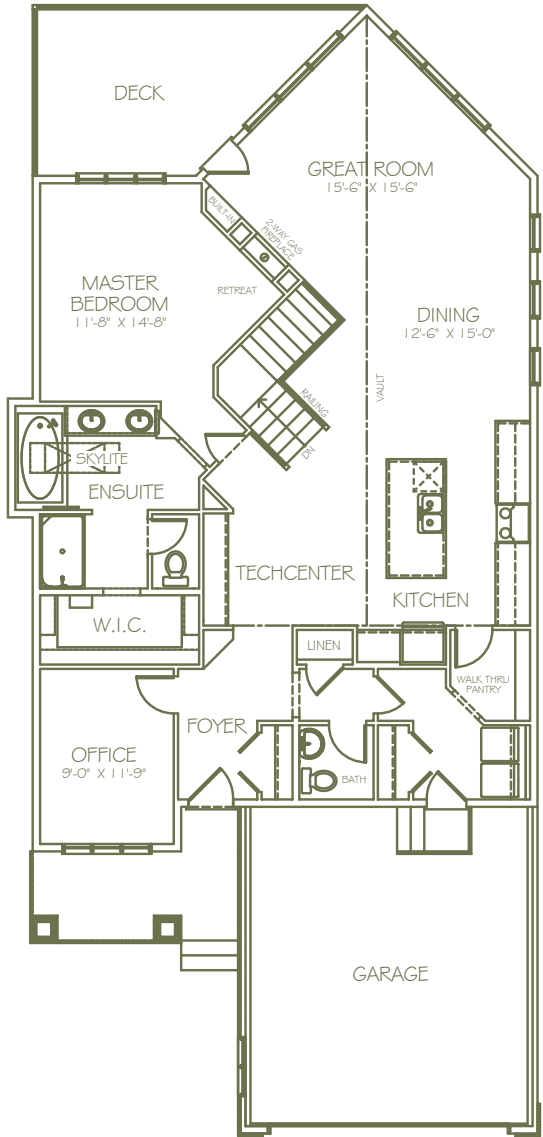 DECK
GREAT ROOM
15'-6" X 15'-6"
BUILT-IN
2-WAY GAS
FIREPLACE
MASTER
BEDROOM
11'-8" X 14'-8"
RETREAT
DINING
12'-6" X 15'-0"
VAULT
RAILING
DN
SKYLITE
ENSUITE
TECHCENTER
KITCHEN
W.I.C.
LINEN
WALK THRU
PANTRY
FOYER
OFFICE
9'-0" X 11'-9"
BATH
GARAGE